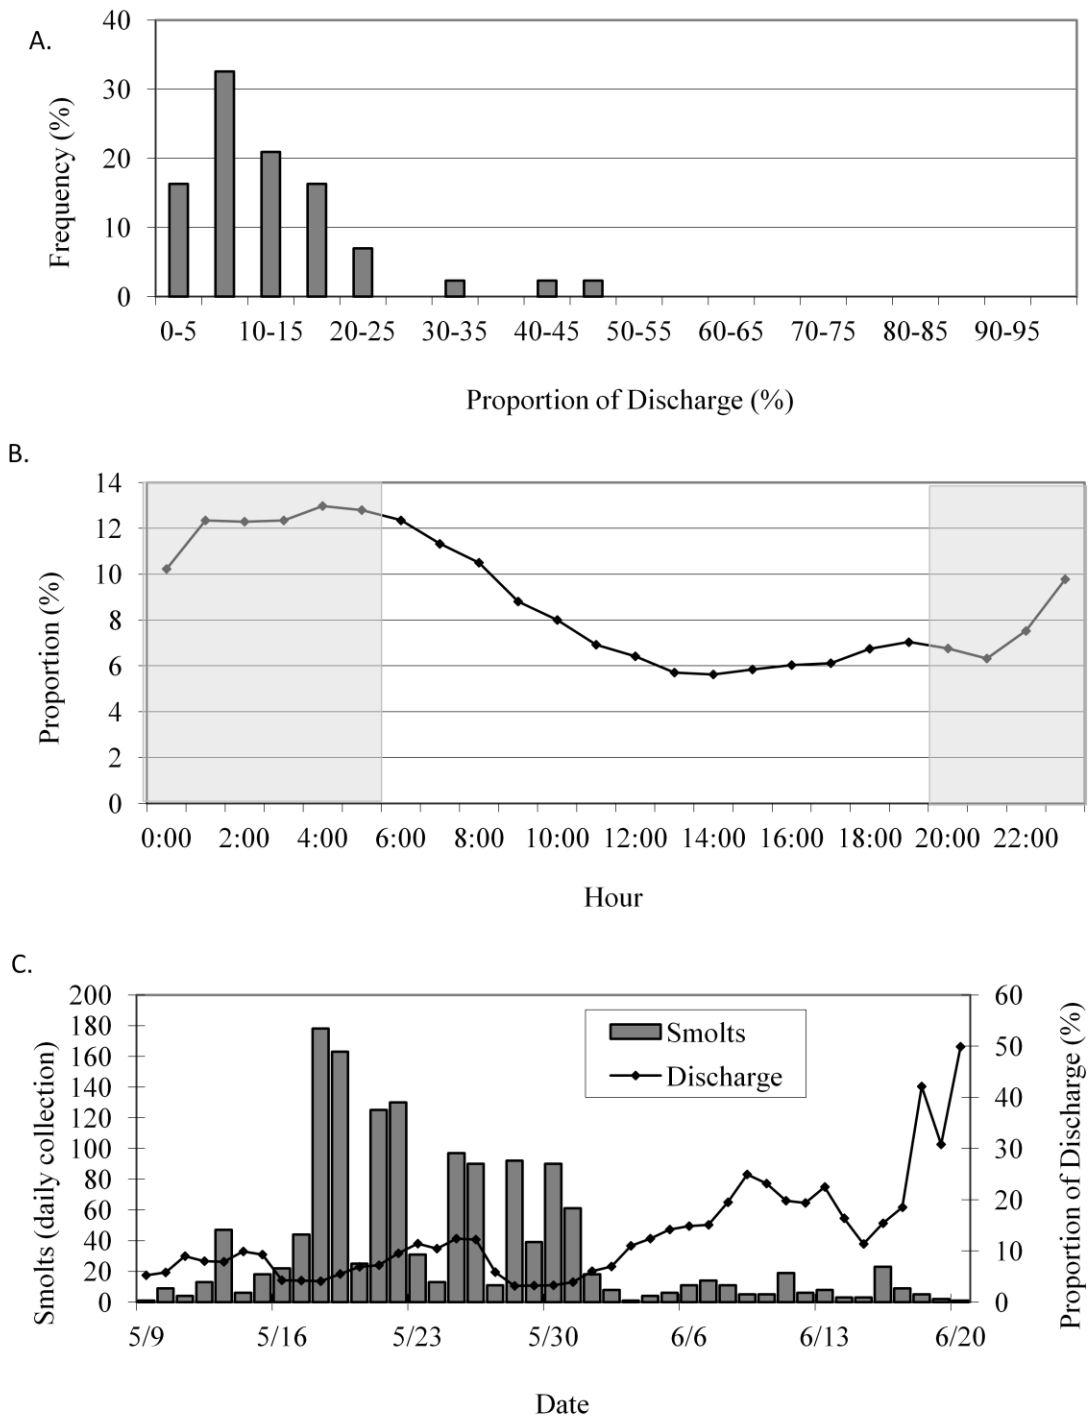 A.
Frequency (%)
40
30
20
10
0
0-5 10-15 20-25 30-35 40-45 50-55 60-65 70-75 80-85 90-95
Proportion of Discharge (%)
B.
Proportion (%)
14
12
10
8
6
4
2
0
0:00 2:00 4:00 6:00 8:00 10:00 12:00 14:00 16:00 18:00 20:00 22:00
Hour
C.
Smolts (daily collection)
200
180
160
140
120
100
80
60
40
20
0
Smolts
Discharge
60
50
40
30
20
10
0
Proportion of Discharge (%)
5/9 5/16 5/23 5/30 6/6 6/13 6/20
Date